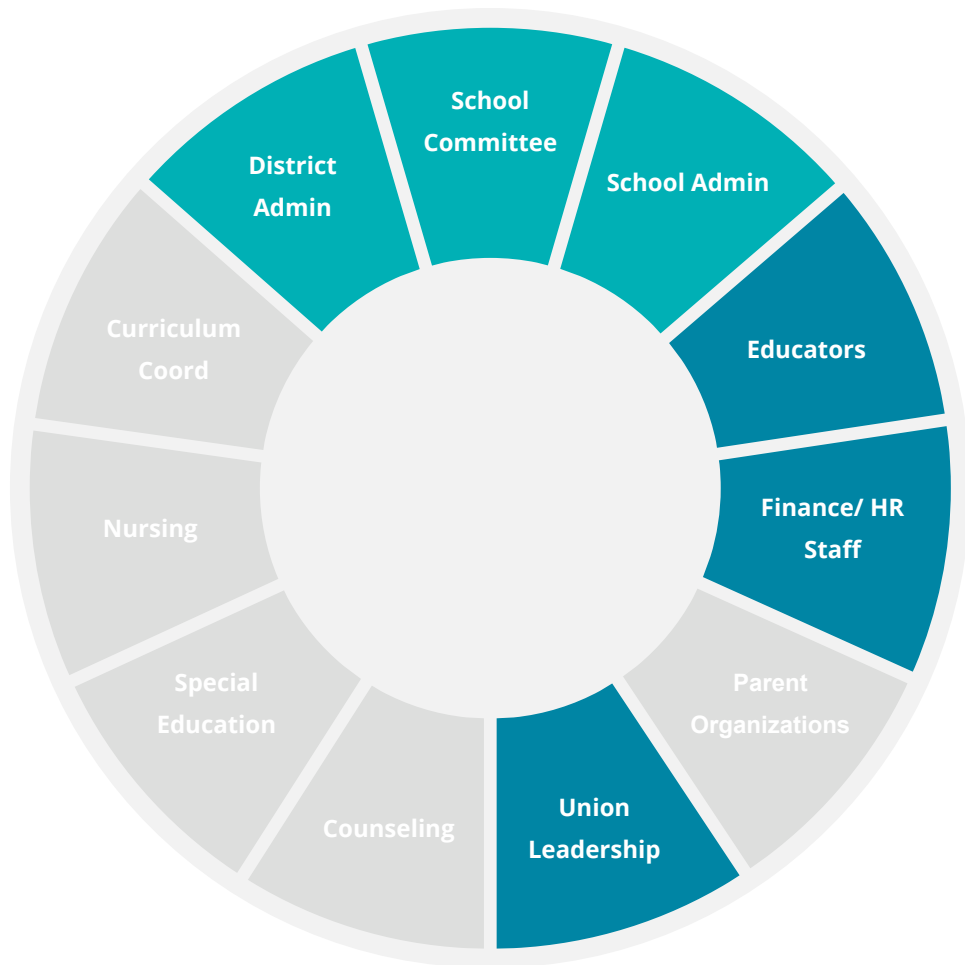 School
Committee
School Admin
Educators
Finance/ HR
Staff
Parent
Organizations
Union
Leadership
Counseling
Special
Education
Nursing
Curriculum
Coord
District
Admin